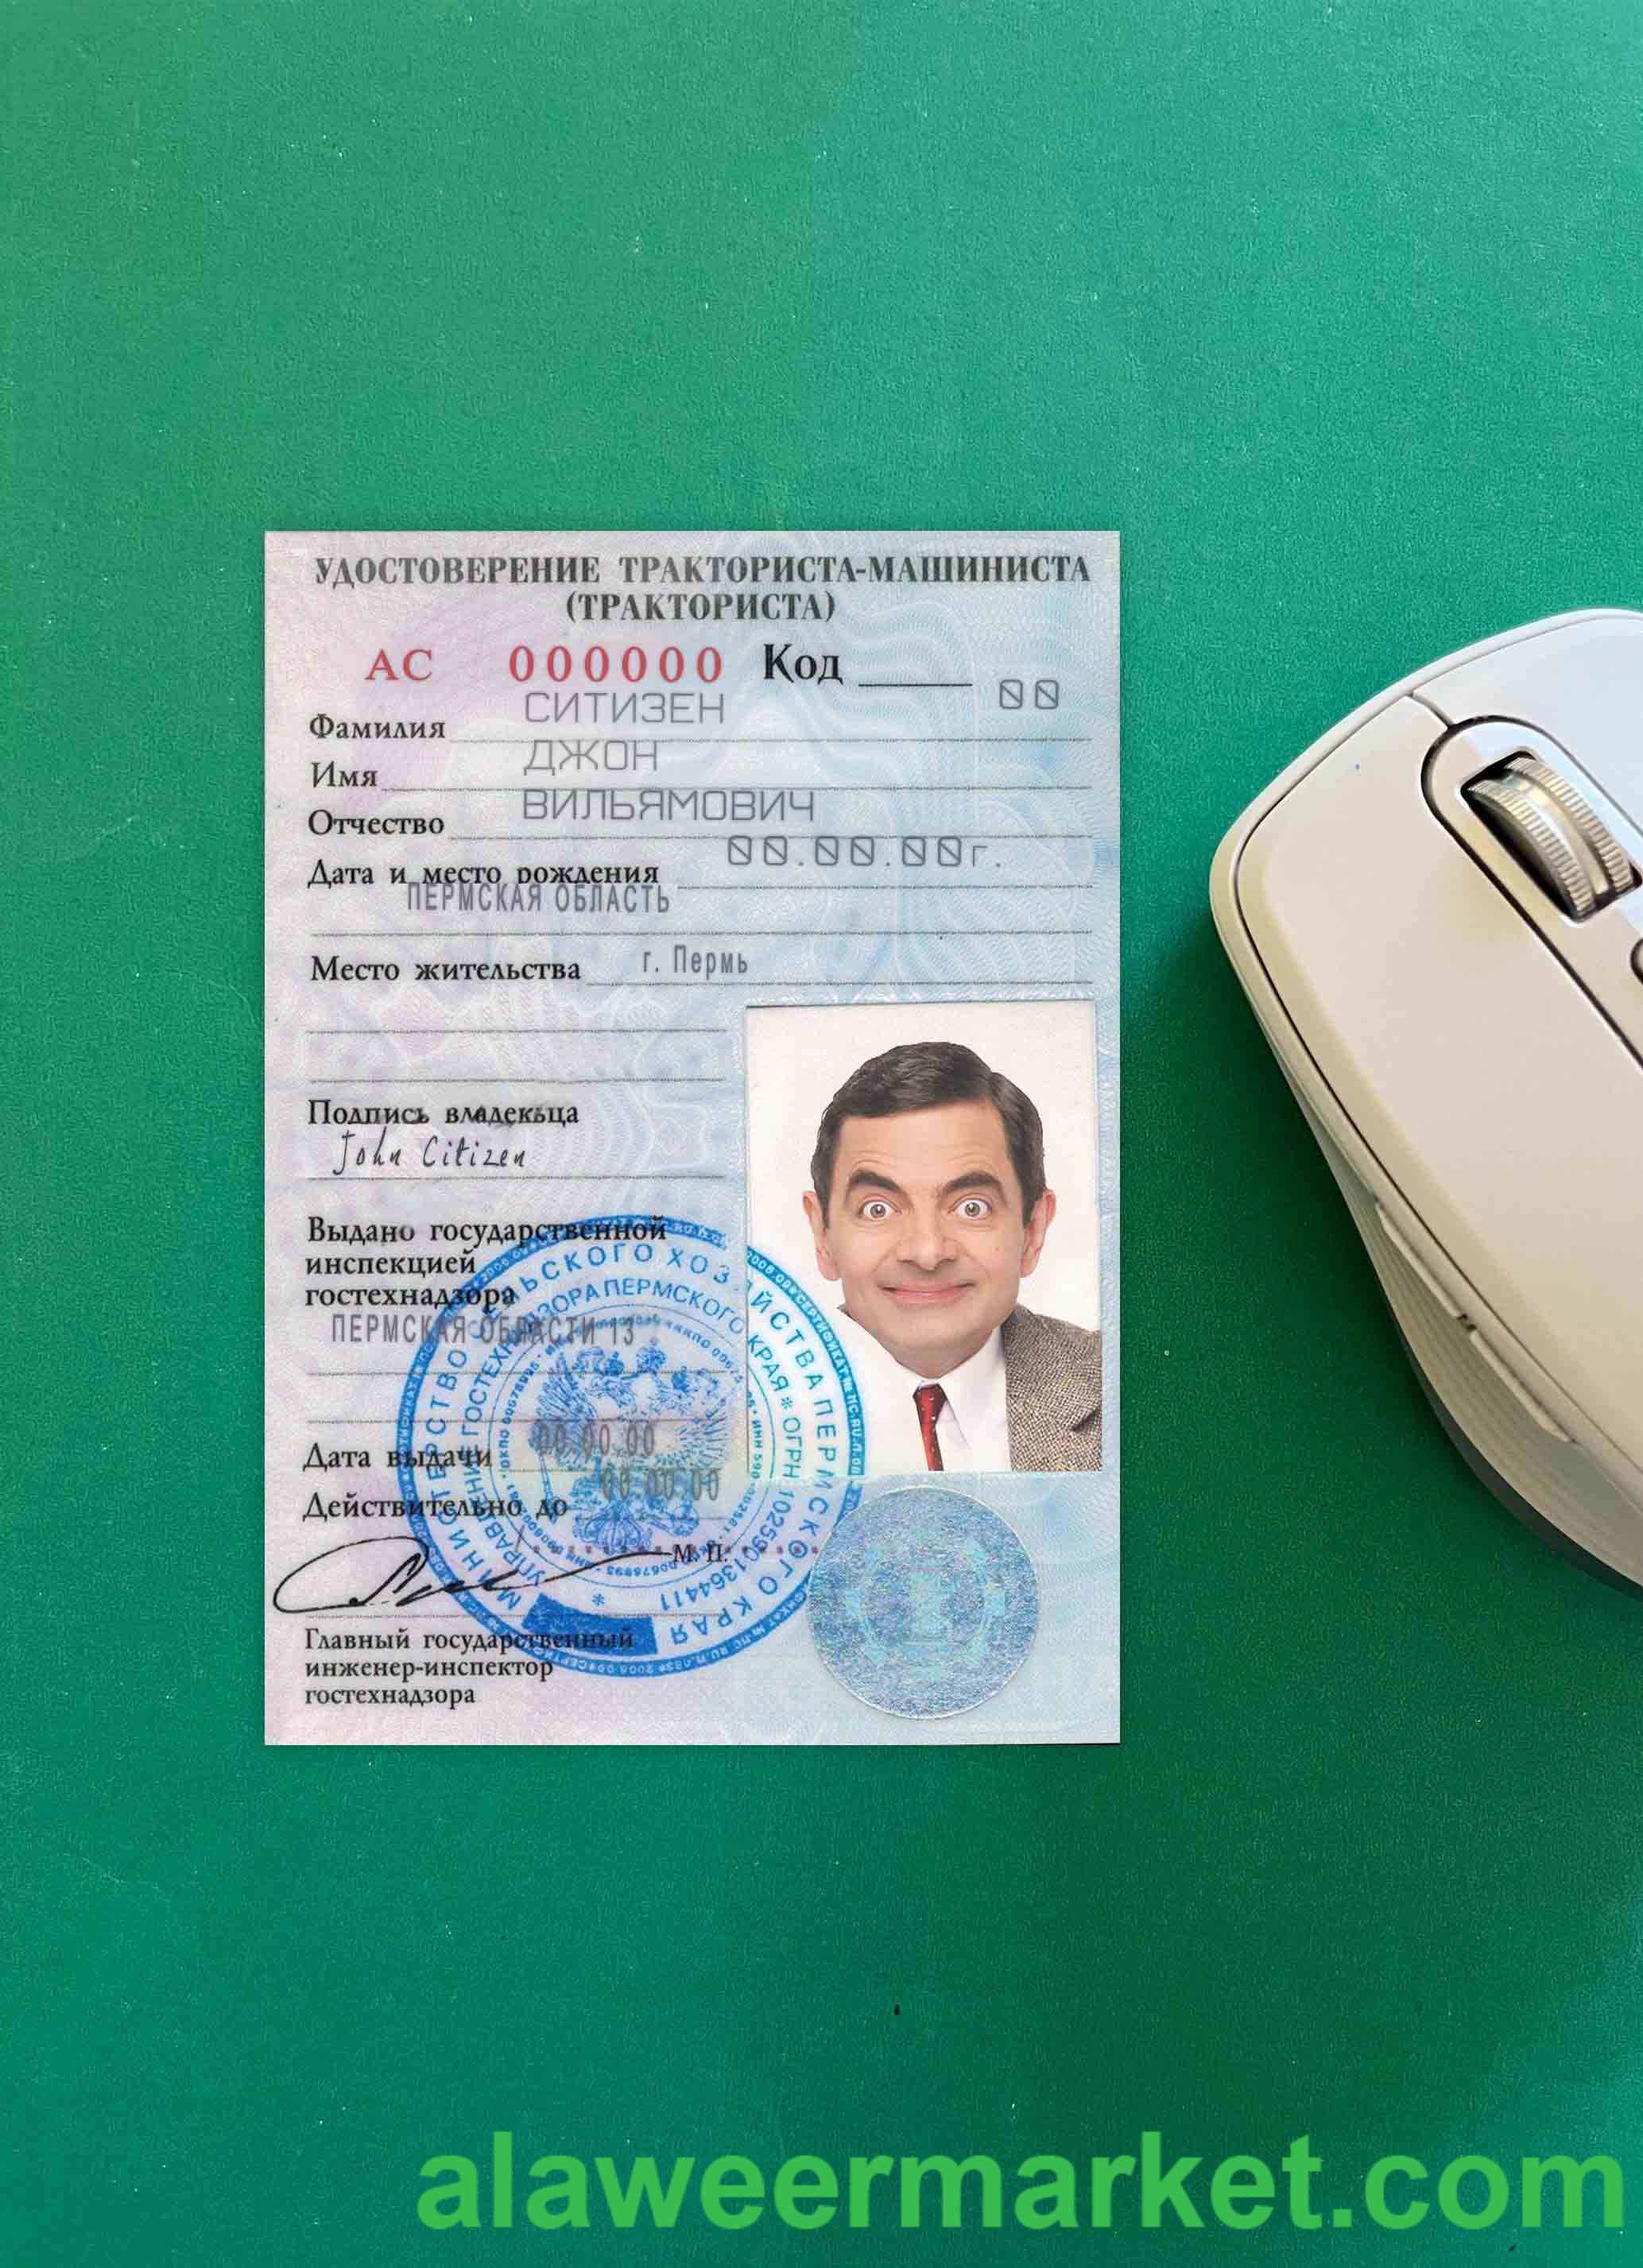 УДОСТОВЕРЕНИЕ ТРАКТОРИСТА-МАШИНИСТА
(ТРАКТОРИСТА)
АС 000000 Код
00
Фамилия СИТИЗЕН
Имя ДЖОН
Отчество ВИЛЬЯМОВИЧ
Дата и место рождения 00.00.00г.
ПЕРМСКАЯ ОБЛАСТЬ
Место жительства г. Пермь
Подпись владельца
John Citizen
Выдано государственной
инспекцией
гостехнадзора
ПЕРМСКАЯ ОБЛАСТИ 13
Дата выдачи 00.00.00
Действительно до 00.00.00
М. П.
Главный государственный
инженер-инспектор
гостехнадзора
МИНИСТЕРСТВО СЕЛЬСКОГО ХОЗЯЙСТВА ПЕРМСКОГО КРАЯ
УПРАВЛЕНИЕ ГОСТЕХНАДЗОРА ПЕРМСКОГО КРАЯ * ОГРН 1025901364411 *
alaweermarket.com